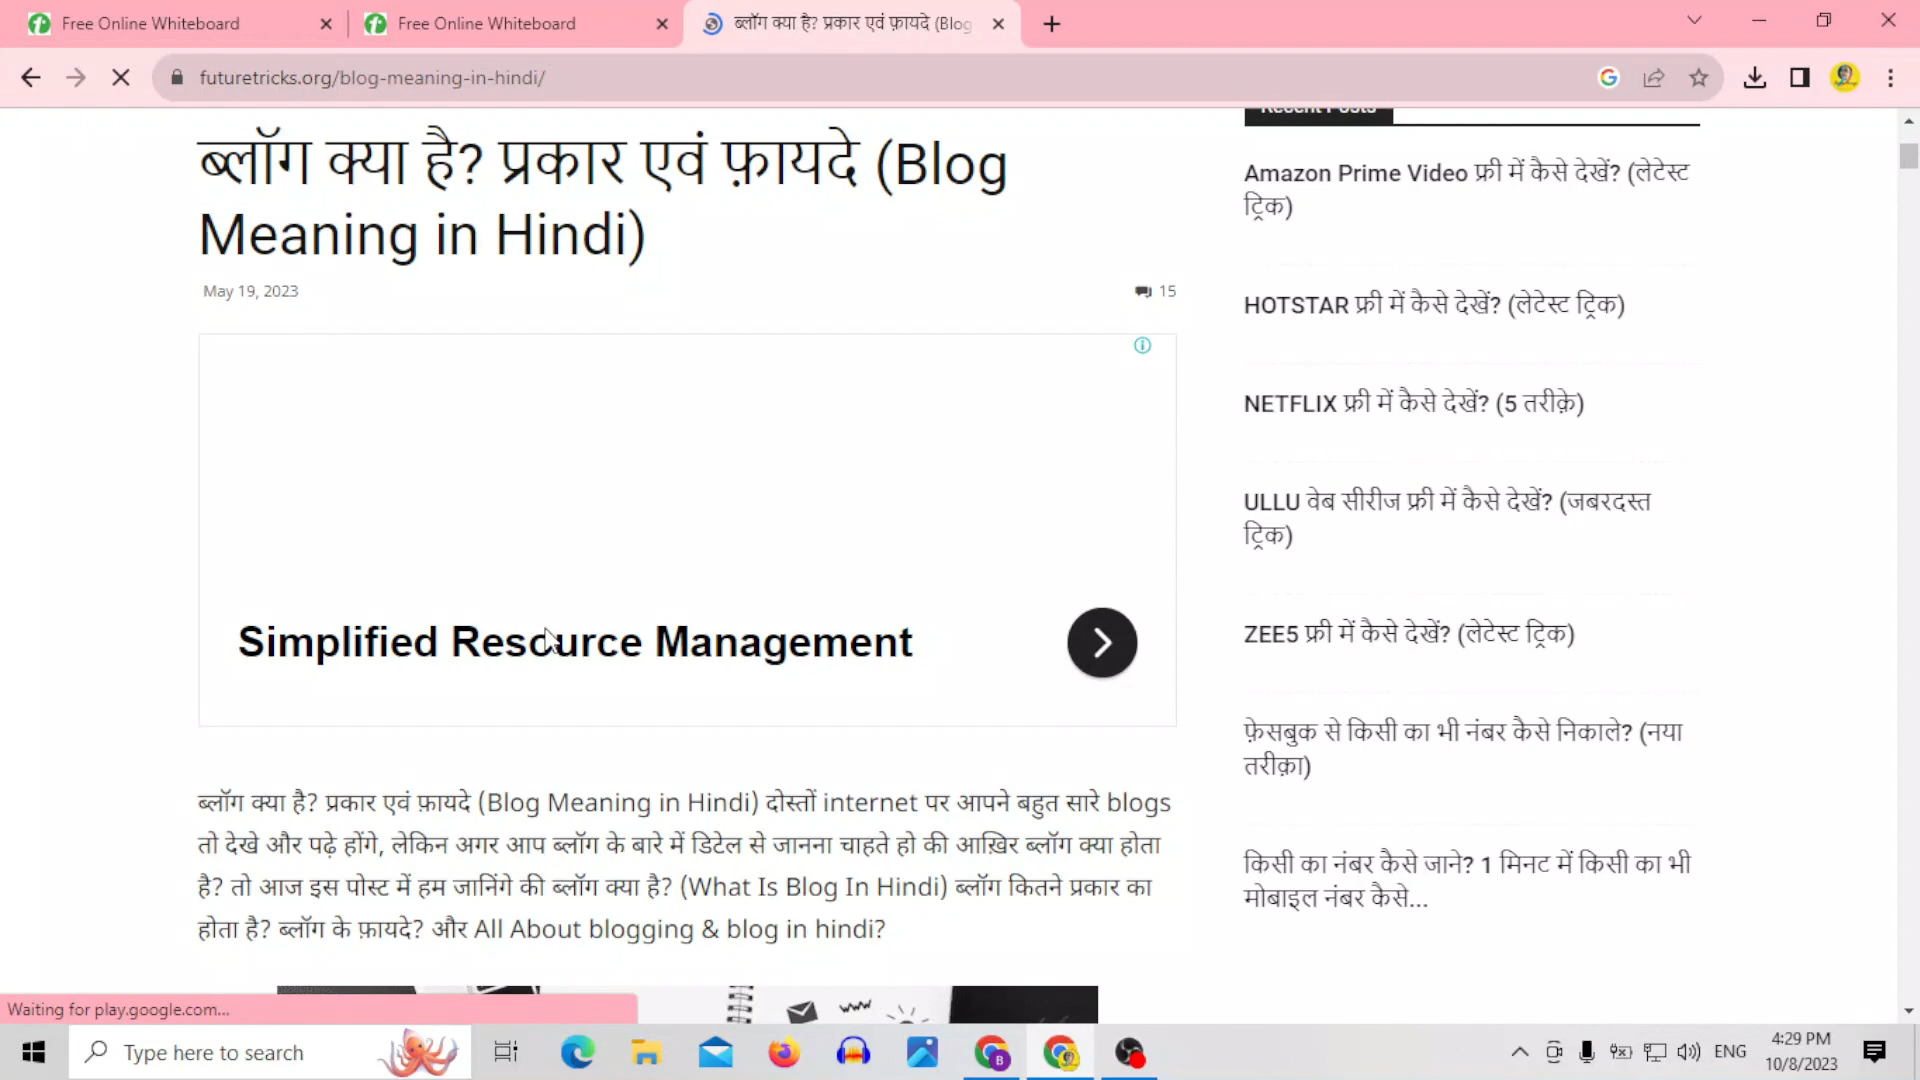 Free Online Whiteboard
Free Online Whiteboard
ब्लॉग क्या है? प्रकार एवं फ़ायदे (Blog
futuretricks.org/blog-meaning-in-hindi/
ब्लॉग क्या है? प्रकार एवं फ़ायदे (Blog
Meaning in Hindi)
May 19, 2023
15
Simplified Resource Management
ब्लॉग क्या है? प्रकार एवं फ़ायदे (Blog Meaning in Hindi) दोस्तों internet पर आपने बहुत सारे blogs
तो देखे और पढ़े होंगे, लेकिन अगर आप ब्लॉग के बारे में डिटेल से जानना चाहते हो की आख़िर ब्लॉग क्या होता
है? तो आज इस पोस्ट में हम जानिंगे की ब्लॉग क्या है? (What Is Blog In Hindi) ब्लॉग कितने प्रकार का
होता है? ब्लॉग के फ़ायदे? और All About blogging & blog in hindi?
Recent Posts
Amazon Prime Video फ्री में कैसे देखें? (लेटेस्ट
ट्रिक)
HOTSTAR फ्री में कैसे देखें? (लेटेस्ट ट्रिक)
NETFLIX फ्री में कैसे देखें? (5 तरीक़े)
ULLU वेब सीरीज फ्री में कैसे देखें? (जबरदस्त
ट्रिक)
ZEE5 फ्री में कैसे देखें? (लेटेस्ट ट्रिक)
फ़ेसबुक से किसी का भी नंबर कैसे निकाले? (नया
तरीक़ा)
किसी का नंबर कैसे जाने? 1 मिनट में किसी का भी
मोबाइल नंबर कैसे...
Waiting for play.google.com...
Type here to search
B
ENG
4:29 PM
10/8/2023